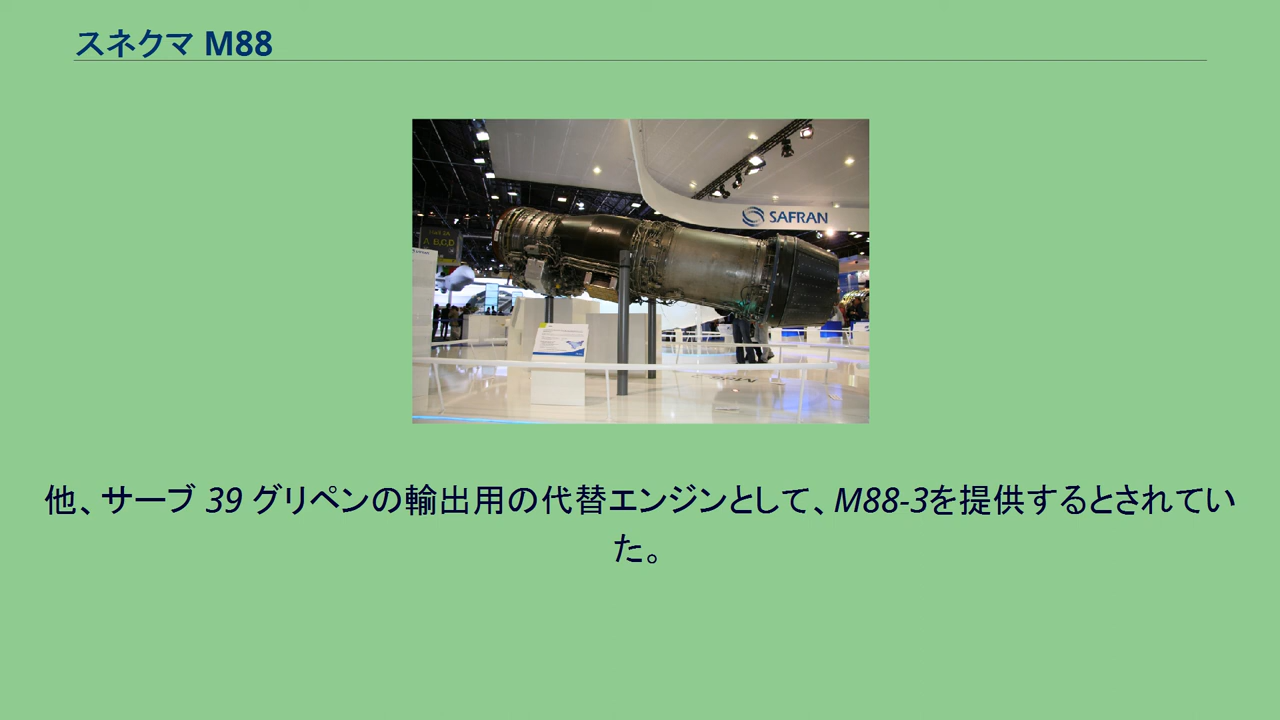 スネクマ M88
SAFRAN
A B,C,D
他、サーブ 39 グリペンの輸出用の代替エンジンとして、M88-3を提供するとされてい
た。